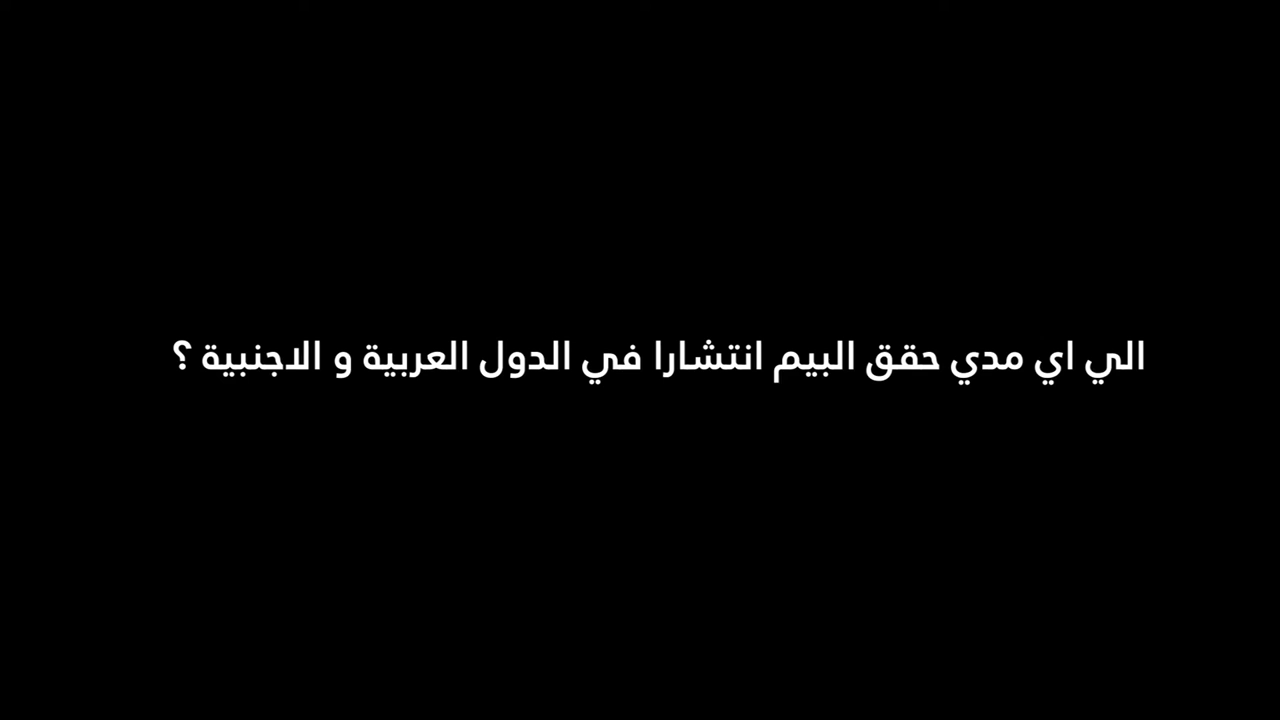 الي اي مدي حقق البيم انتشارا في الدول العربية و الاجنبية ؟